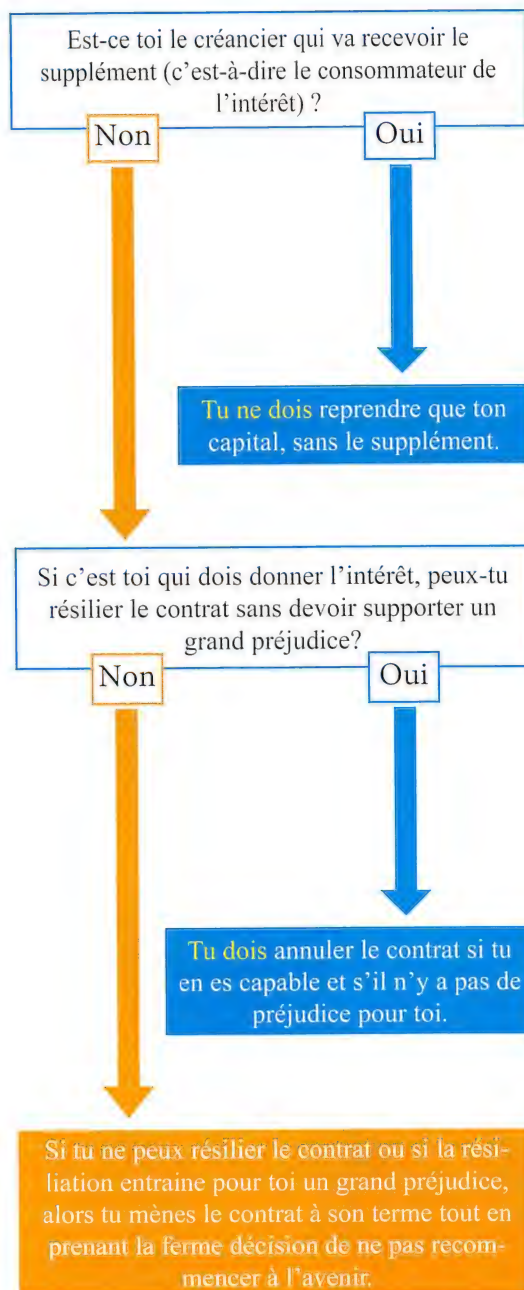 Est-ce toi le créancier qui va recevoir le
supplément (c'est-à-dire le consommateur de
l'intérêt) ?
Non
Oui
Tu ne dois reprendre que ton
capital, sans le supplément.
Si c'est toi qui dois donner l'intérêt, peux-tu
résilier le contrat sans devoir supporter un
grand préjudice?
Non
Oui
Tu dois annuler le contrat si tu
en es capable et s'il n'y a pas de
préjudice pour toi.
Si tu ne peux résilier le contrat ou si la rési-
liation entraine pour toi un grand préjudice,
alors tu mènes le contrat à son terme tout en
prenant la ferme décision de ne pas recom-
mencer à l'avenir.